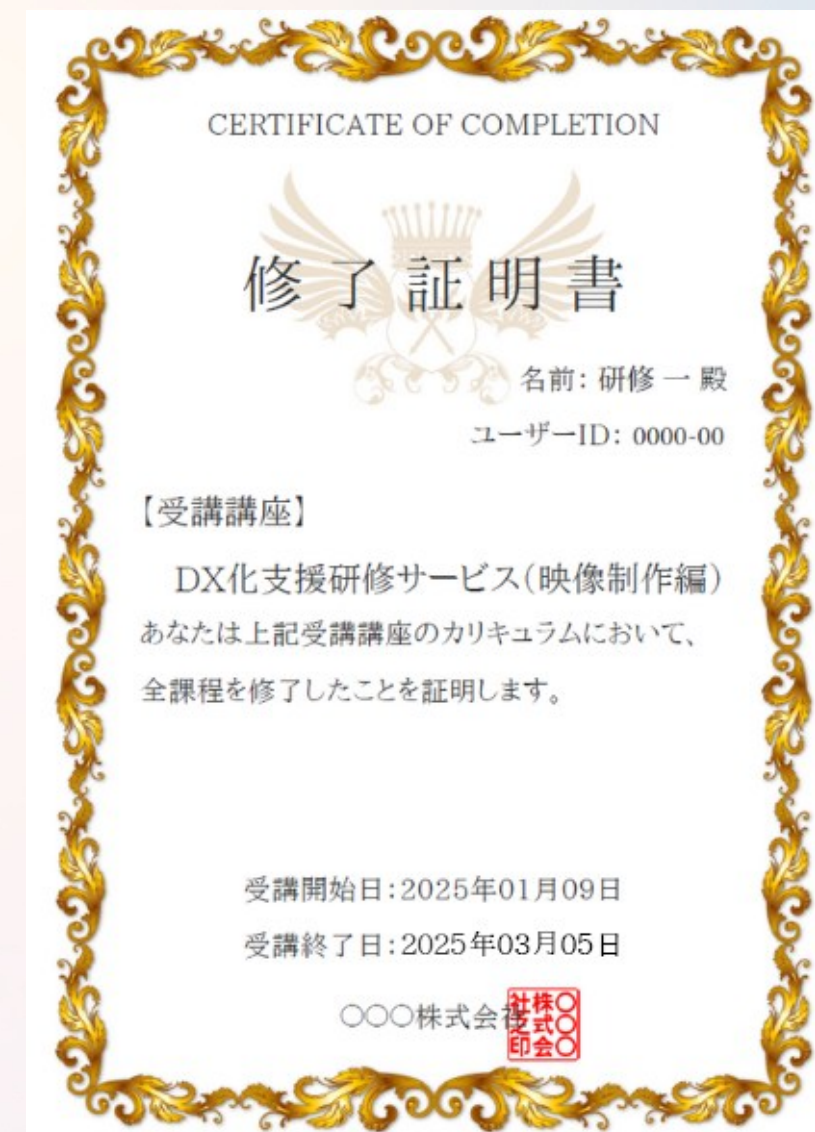 CERTIFICATE OF COMPLETION
修了証明書
名前：研修 一 殿
ユーザーID：0000-00
【受講講座】
DX化支援研修サービス（映像制作編）
あなたは上記受講講座のカリキュラムにおいて、
全課程を修了したことを証明します。
受講開始日：2025年01月09日
受講終了日：2025年03月05日
○○○株式会社
○○○株式会社之印